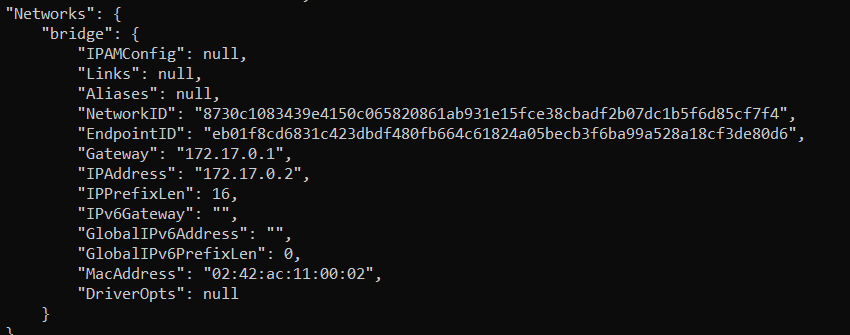 "Networks": {
"bridge": {
"IPAMConfig": null,
"Links": null,
"Aliases": null,
"NetworkID": "8730c1083439e4150c065820861ab931e15fce38cbadf2b07dc1b5f6d85cf7f4",
"EndpointID": "eb01f8cd6831c423dbdf480fb664c61824a05becb3f6ba99a528a18cf3de80d6",
"Gateway": "172.17.0.1",
"IPAddress": "172.17.0.2",
"IPPrefixLen": 16,
"IPv6Gateway": "",
"GlobalIPv6Address": "",
"GlobalIPv6PrefixLen": 0,
"MacAddress": "02:42:ac:11:00:02",
"DriverOpts": null
}
}